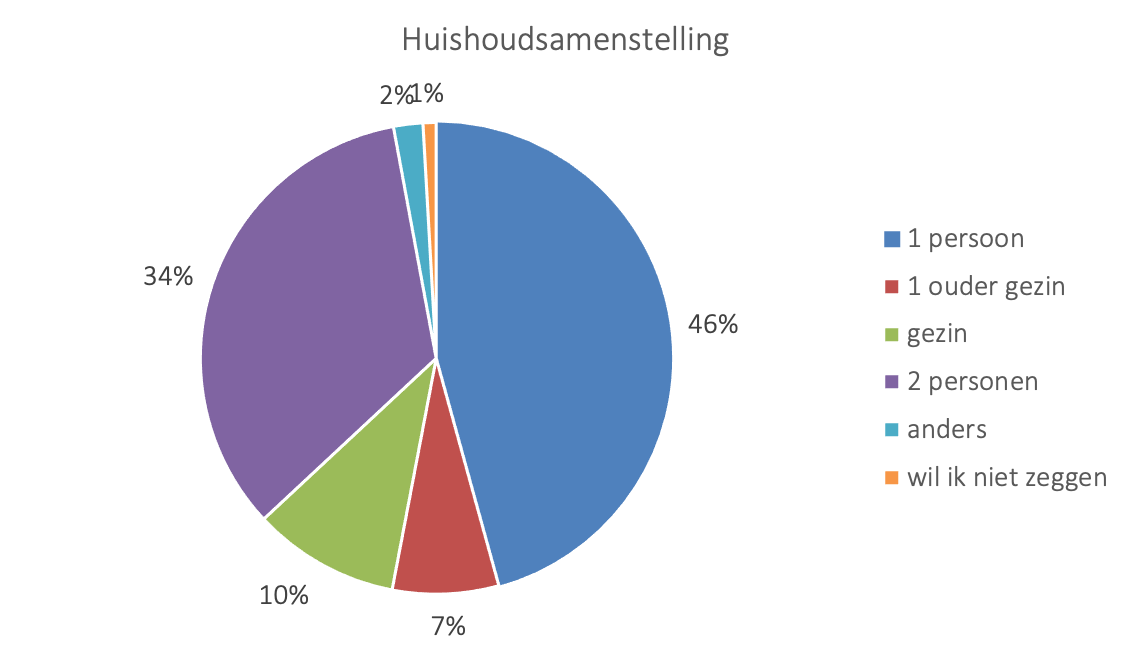 Huishoudsamenstelling
2%
1%
34%
46%
10%
7%
1 persoon
1 ouder gezin
gezin
2 personen
anders
wil ik niet zeggen